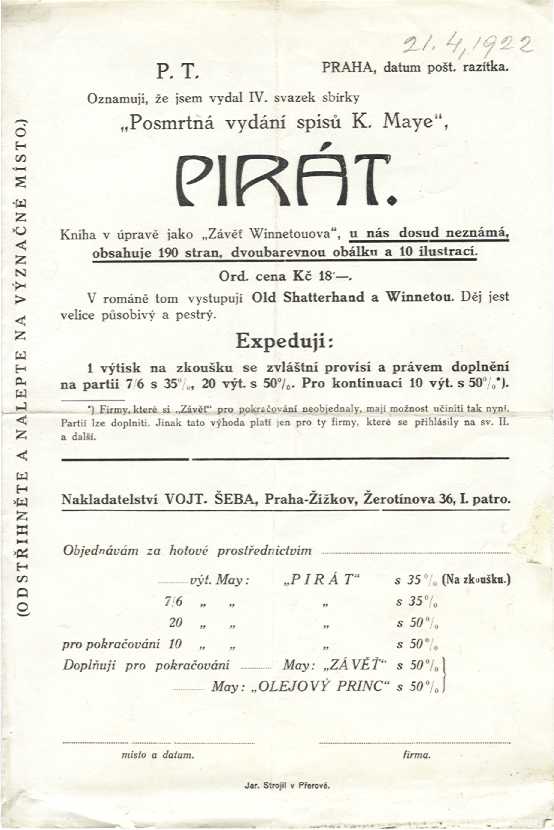 21.4,1922
P. T.
PRAHA, datum pošt. razítka.
Oznamuji, že jsem vydal IV. svazek sbírky
„Posmrtná vydání spisů K. Maye“,
PIRÁT.
Kniha v úpravě jako „Závěť Winnetouova“, u nás dosud neznámá,
obsahuje 190 stran, dvoubarevnou obálku a 10 ilustrací.
Ord. cena Kč 18·—.
V románě tom vystupují Old Shatterhand a Winnetou. Děj jest
velice působivý a pestrý.
Expeduji:
1 výtisk na zkoušku se zvláštní provisí a právem doplnění
na partii 7/6 s 35%, 20 výt. s 50%. Pro kontinuaci 10 výt. s 50%*).
*) Firmy, které si „Závěť“ pro pokračování neobjednaly, mají možnost učiniti tak nyní.
Partii lze doplniti. Jinak tato výhoda platí jen pro ty firmy, které se přihlásily na sv. II.
a další.
Nakladatelství VOJT. ŠEBA, Praha-Žižkov, Žerotínova 36, I. patro.
Objednávám za hotové prostřednictvím
výt. May: „PIRÁT“ s 35% (Na zkoušku.)
7/6 „ „ „ s 35%
20 „ „ „ s 50%
pro pokračování 10 „ „ „ s 50%
Doplňuji pro pokračování May: „ZÁVĚŤ“ s 50%
May: „OLEJOVÝ PRINC“ s 50%
místo a datum. firma.
Jar. Strojil v Přerově.
(ODSTŘIHNĚTE A NALEPTE NA VÝZNAČNÉ MÍSTO.)